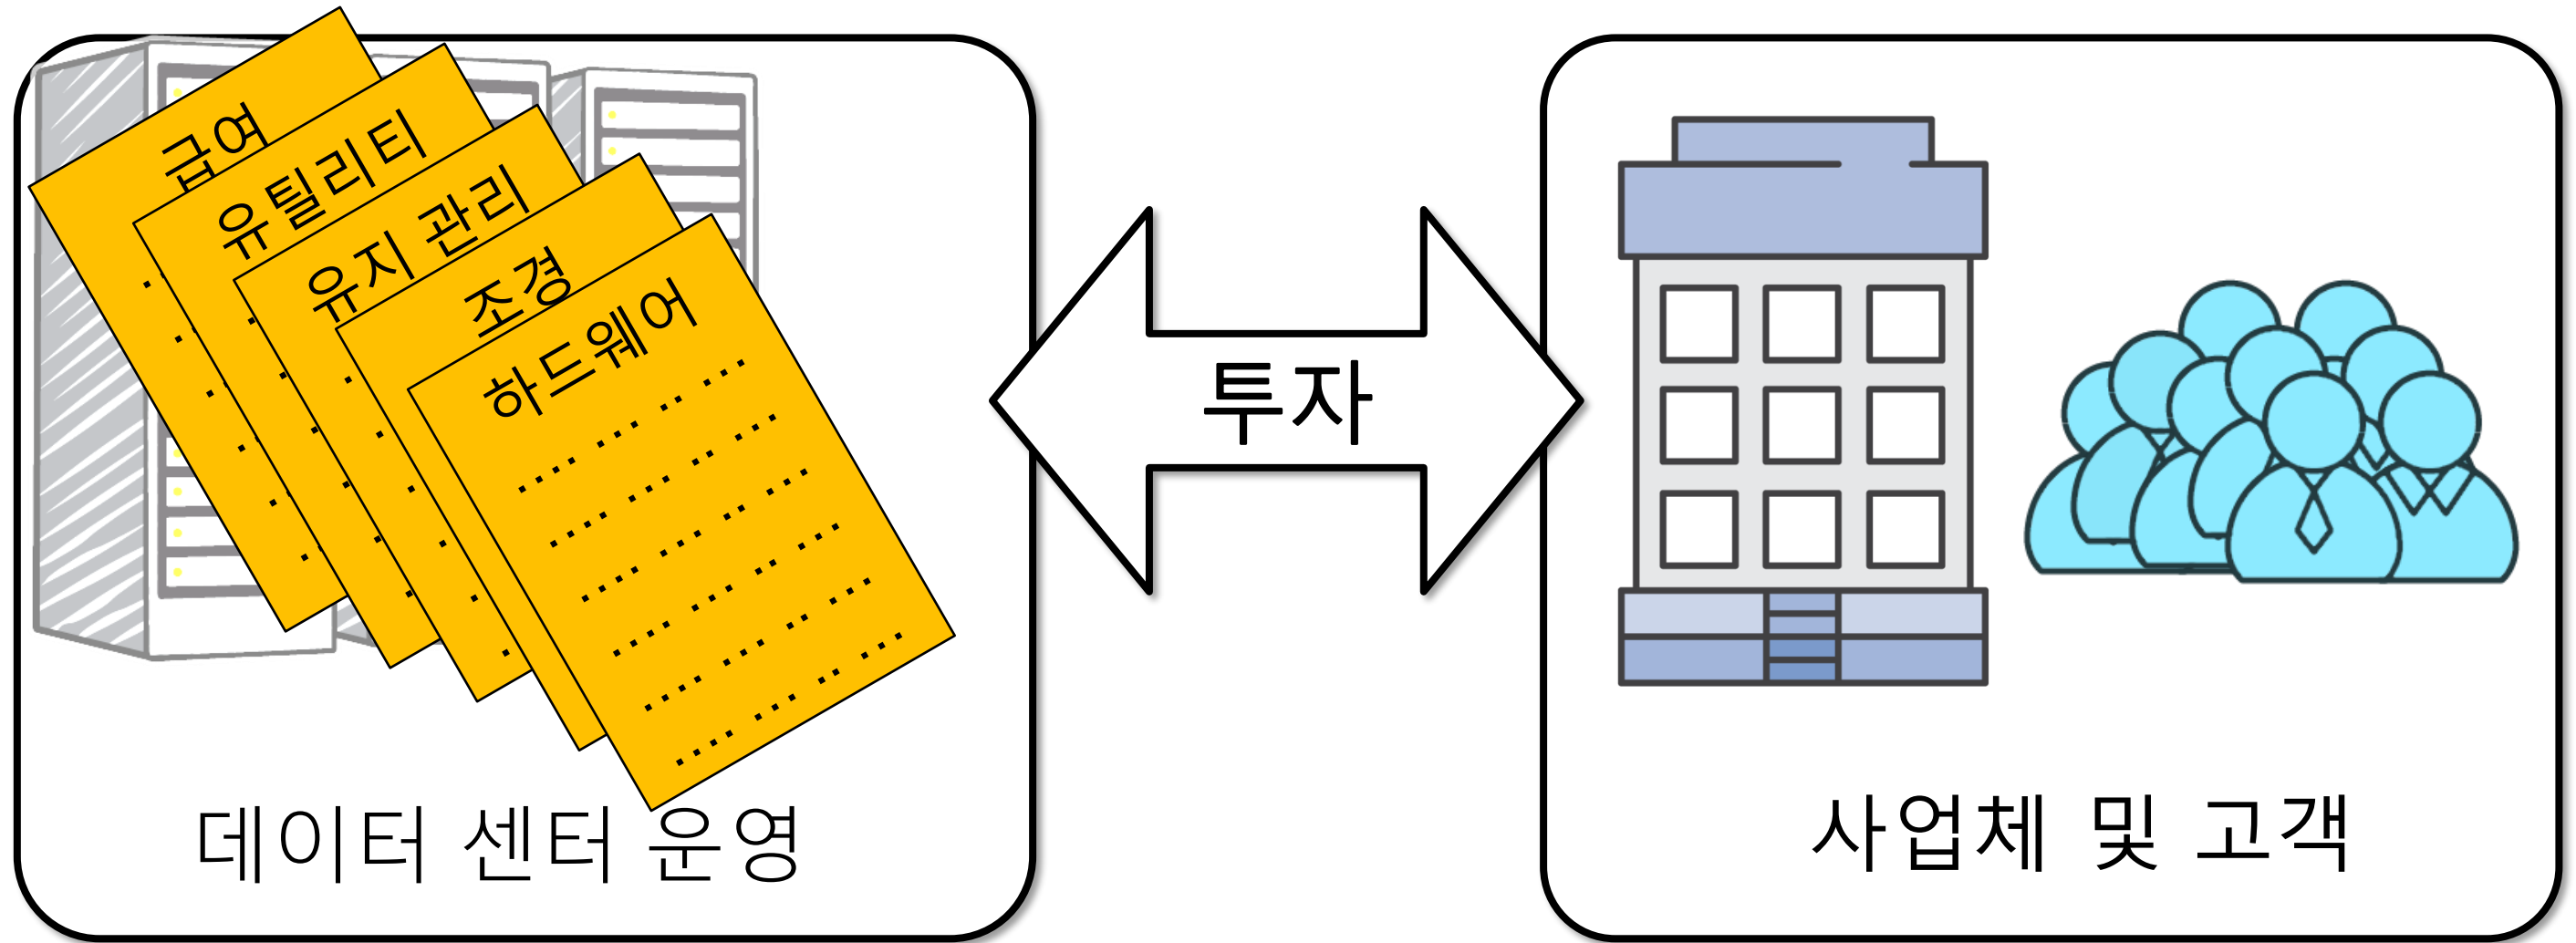 급여
유틸리티
유지 관리
조경
하드웨어
데이터 센터 운영
투자
사업체 및 고객